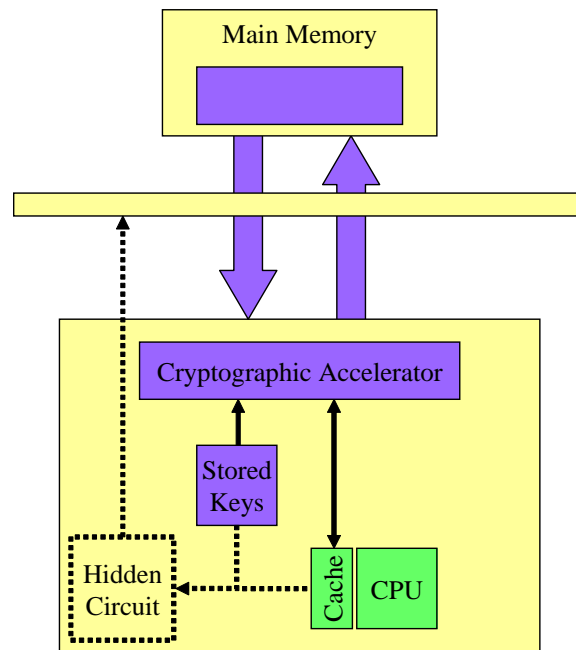 Main Memory
Cryptographic Accelerator
Stored
Keys
Hidden
Circuit
Cache
CPU